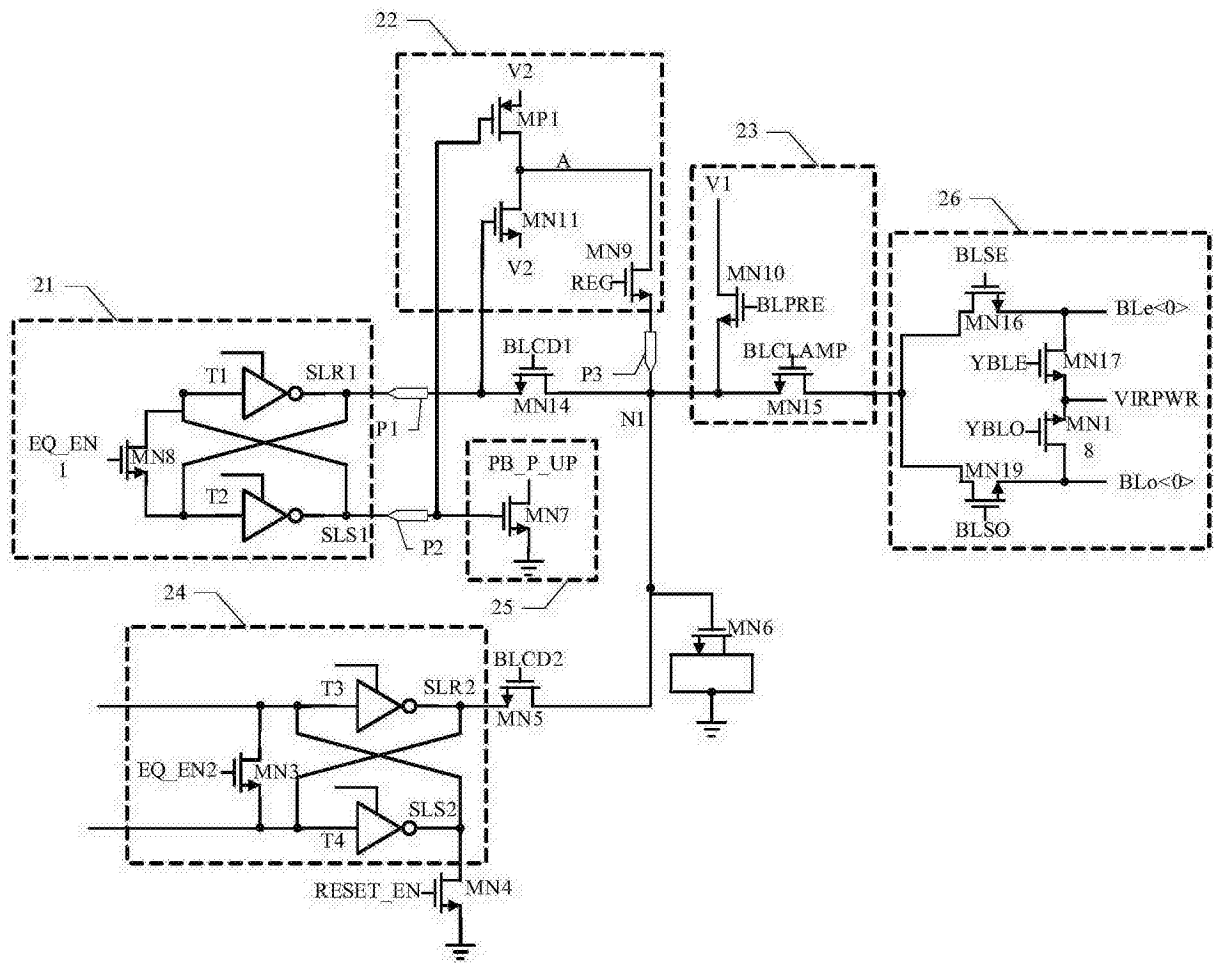 22
V2
MP1
A
23
V1
26
MN11
V2
MN9
REG
MN10
BLPRE
BLSE
MN16
BLe<0>
21
YBLE
MN17
T1
SLR1
BLCD1
P3
BLCLAMP
P1
MN14
N1
MN15
VIRPWR
EQ_EN
1
MN8
YBLO
MN1
8
PB_P_UP
MN19
T2
SLS1
P2
MN7
BLo<0>
BLSO
24
25
MN6
T3
SLR2
BLCD2
MN5
EQ_EN2
MN3
SLS2
T4
RESET_EN
MN4